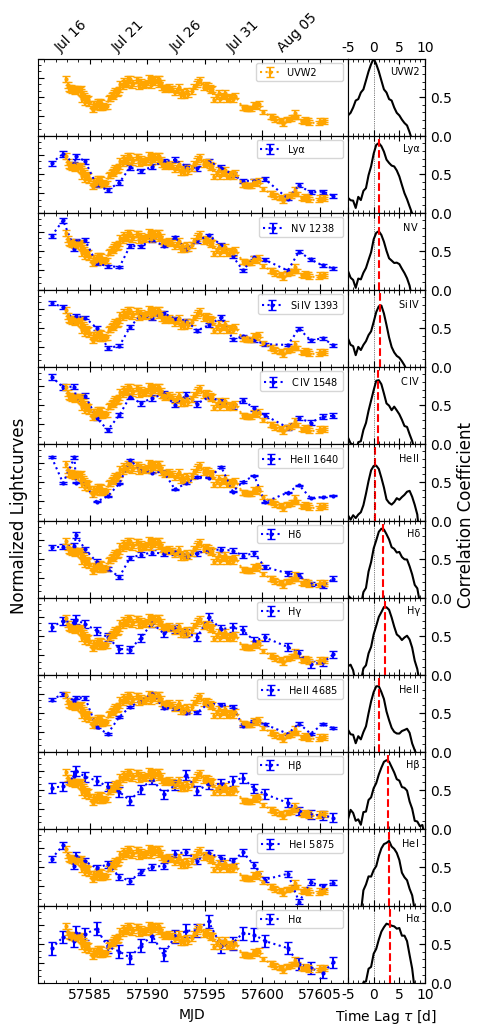 Jul 16 Jul 21 Jul 26 Jul 31 Aug 05
-5 0 5 10
UVW2 UVW2
0.5
0.0
Lyα Lyα
0.5
0.0
NV 1238 NV
0.5
0.0
SiIV 1393 SiIV
0.5
0.0
CIV 1548 CIV
0.5
0.0
HeII 1640 HeII
0.5
0.0
Hδ Hδ
0.5
0.0
Hγ Hγ
0.5
0.0
HeII 4685 HeII
0.5
0.0
Hβ Hβ
0.5
0.0
HeI 5875 HeI
0.5
0.0
Hα Hα
0.5
0.0
57585 57590 57595 57600 57605
-5 0 5 10
MJD
Time Lag τ [d]
Normalized Lightcurves
Correlation Coefficient